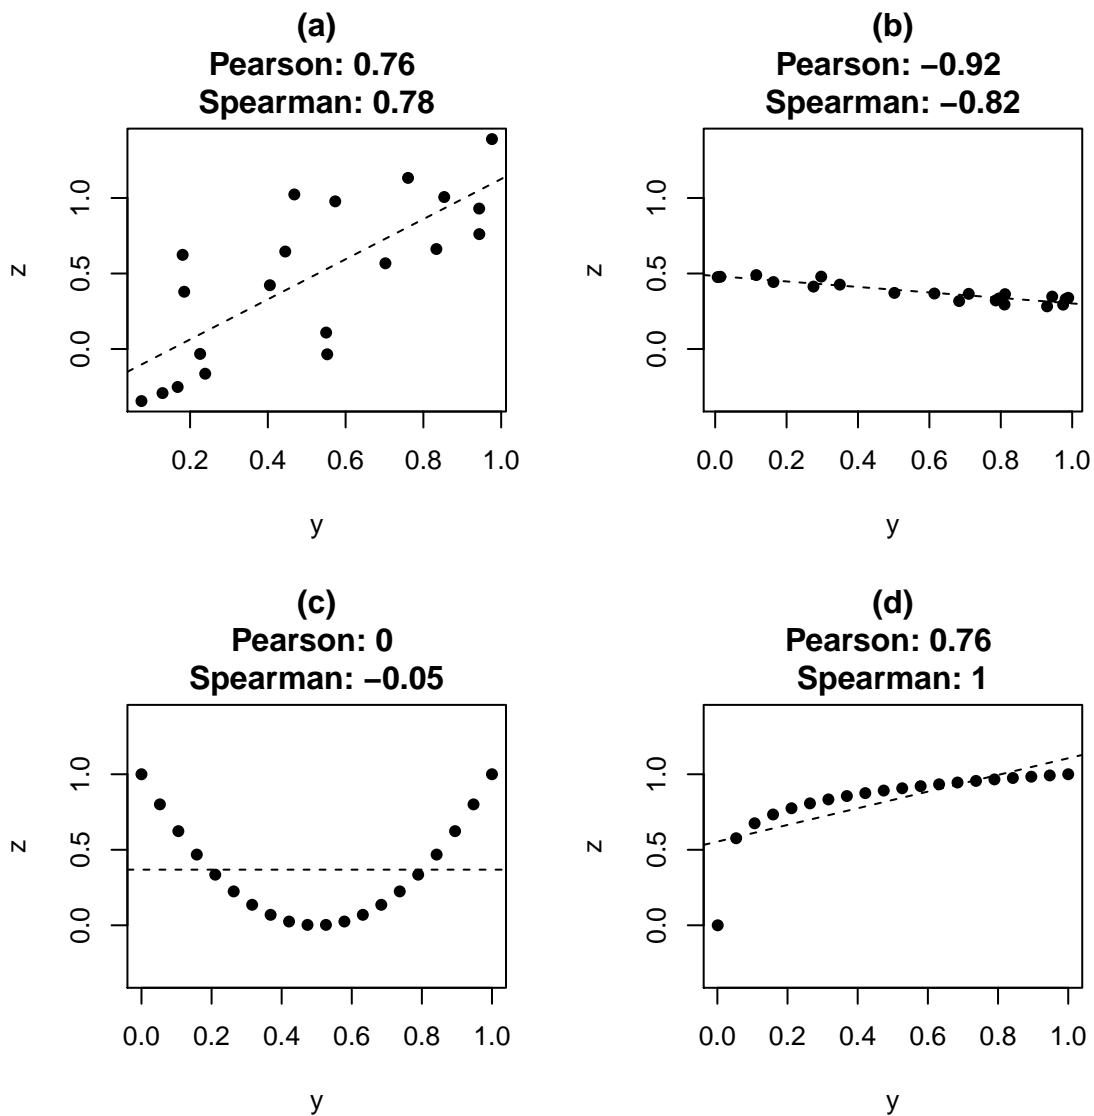 (a)
Pearson: 0.76
Spearman: 0.78
z
1.0
0.5
0.0
0.2 0.4 0.6 0.8 1.0
y
(b)
Pearson: −0.92
Spearman: −0.82
z
1.0
0.5
0.0
0.0 0.2 0.4 0.6 0.8 1.0
y
(c)
Pearson: 0
Spearman: −0.05
z
1.0
0.5
0.0
0.0 0.2 0.4 0.6 0.8 1.0
y
(d)
Pearson: 0.76
Spearman: 1
z
1.0
0.5
0.0
0.0 0.2 0.4 0.6 0.8 1.0
y